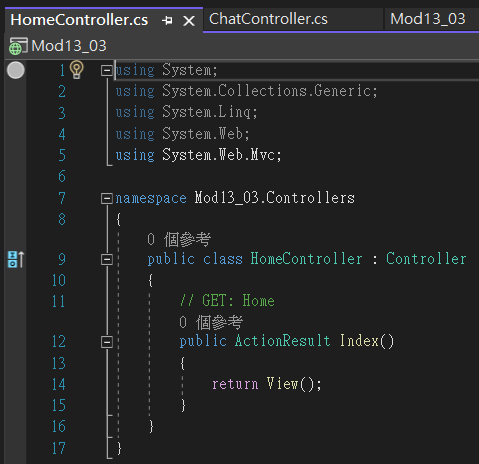 HomeController.cs ChatController.cs Mod13_03
Mod13_03
1 using System;
2 using System.Collections.Generic;
3 using System.Linq;
4 using System.Web;
5 using System.Web.Mvc;
6
7 namespace Mod13_03.Controllers
8 {
0 個參考
9 public class HomeController : Controller
10 {
11 // GET: Home
0 個參考
12 public ActionResult Index()
13 {
14 return View();
15 }
16 }
17 }